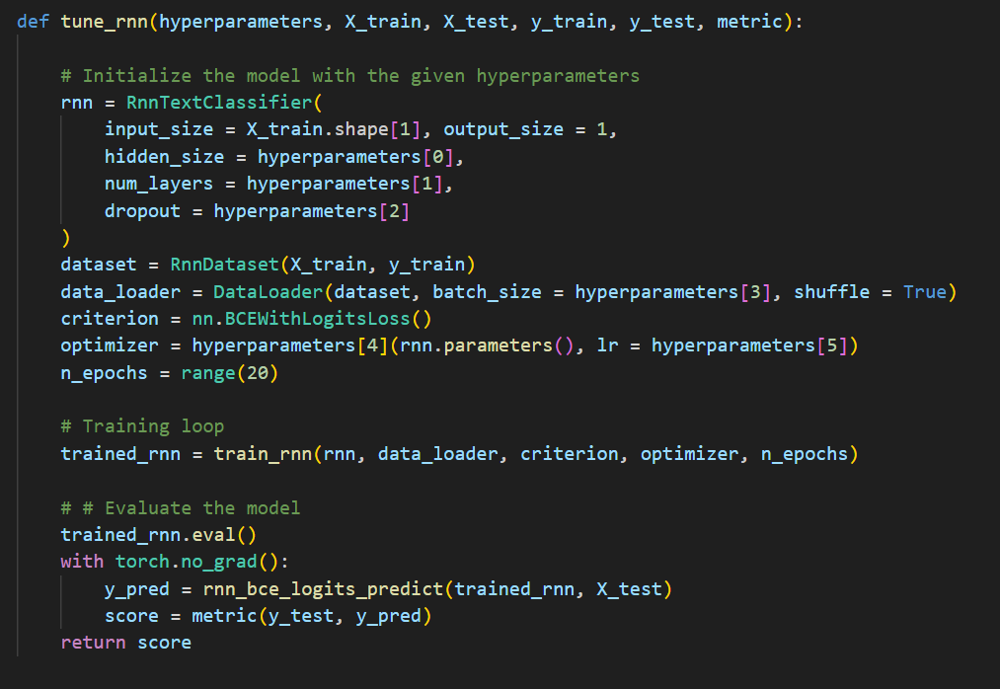 def tune_rnn(hyperparameters, X_train, X_test, y_train, y_test, metric):
# Initialize the model with the given hyperparameters
rnn = RnnTextClassifier(
input_size = X_train.shape[1], output_size = 1,
hidden_size = hyperparameters[0],
num_layers = hyperparameters[1],
dropout = hyperparameters[2]
)
dataset = RnnDataset(X_train, y_train)
data_loader = DataLoader(dataset, batch_size = hyperparameters[3], shuffle = True)
criterion = nn.BCEWithLogitsLoss()
optimizer = hyperparameters[4](rnn.parameters(), lr = hyperparameters[5])
n_epochs = range(20)
# Training loop
trained_rnn = train_rnn(rnn, data_loader, criterion, optimizer, n_epochs)
# # Evaluate the model
trained_rnn.eval()
with torch.no_grad():
y_pred = rnn_bce_logits_predict(trained_rnn, X_test)
score = metric(y_test, y_pred)
return score